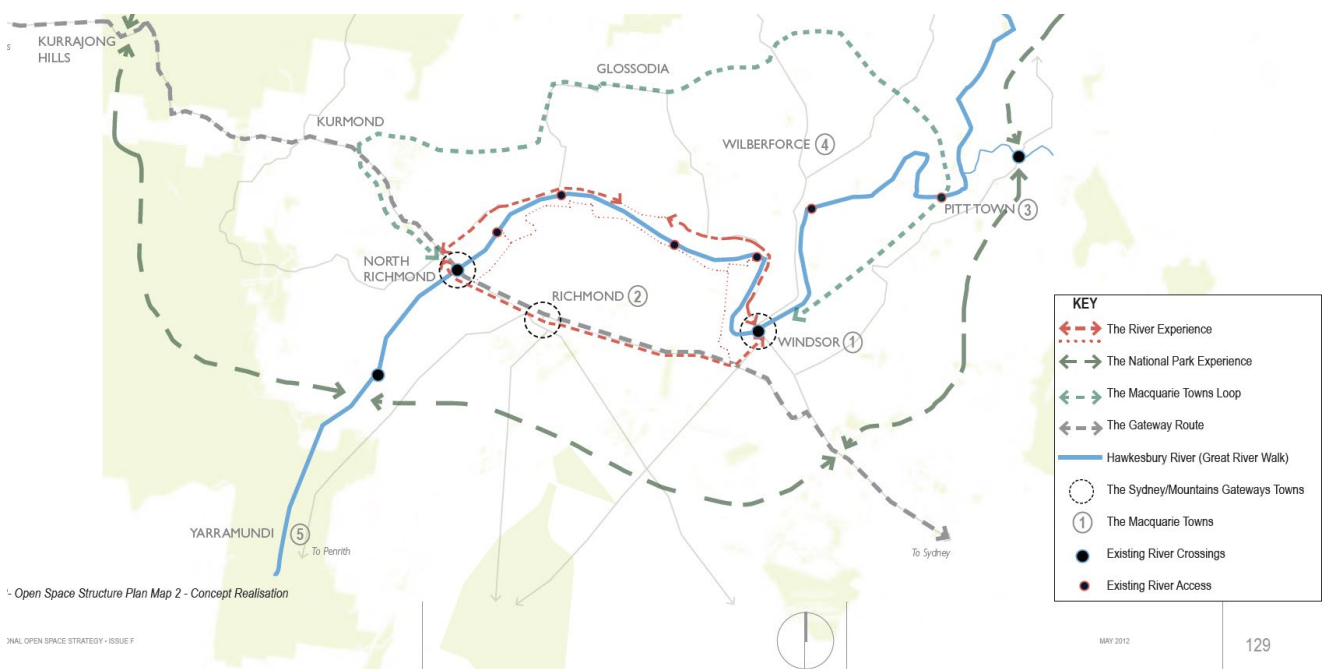 KURRAJONG
HILLS
GLOSSODIA
KURMOND
WILBERFORCE 4
PITT TOWN 3
NORTH
RICHMOND
RICHMOND 2
WINDSOR 1
YARRAMUNDI 5
To Penrith
To Sydney
KEY
The River Experience
The National Park Experience
The Macquarie Towns Loop
The Gateway Route
Hawkesbury River (Great River Walk)
The Sydney/Mountains Gateways Towns
1 The Macquarie Towns
Existing River Crossings
Existing River Access
- Open Space Structure Plan Map 2 - Concept Realisation
ONAL OPEN SPACE STRATEGY - ISSUE F
MAY 2012
129